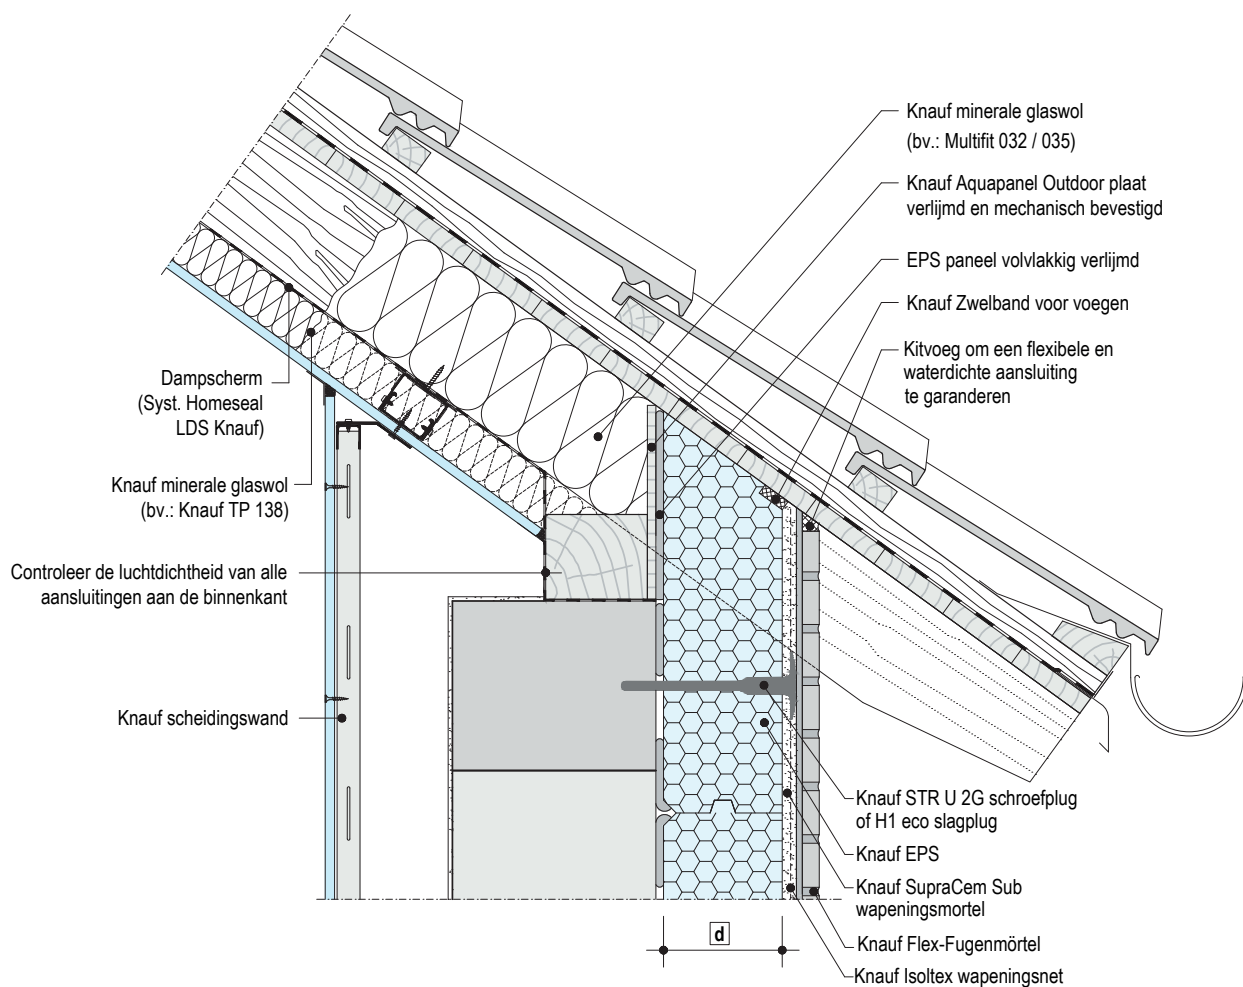 Knauf minerale glaswol
(bv.: Multifit 032 / 035)
Knauf Aquapanel Outdoor plaat
verlijmd en mechanisch bevestigd
EPS paneel volvlakkig verlijmd
Knauf Zwelband voor voegen
Kitvoeg om een flexibele en
waterdichte aansluiting
te garanderen
Dampscherm
(Syst. Homeseal
LDS Knauf)
Knauf minerale glaswol
(bv.: Knauf TP 138)
Controleer de luchtdichtheid van alle
aansluitingen aan de binnenkant
Knauf scheidingswand
Knauf STR U 2G schroefplug
of H1 eco slagplug
Knauf EPS
Knauf SupraCem Sub
wapeningsmortel
Knauf Flex-Fugenmörtel
Knauf Isoltex wapeningsnet
d